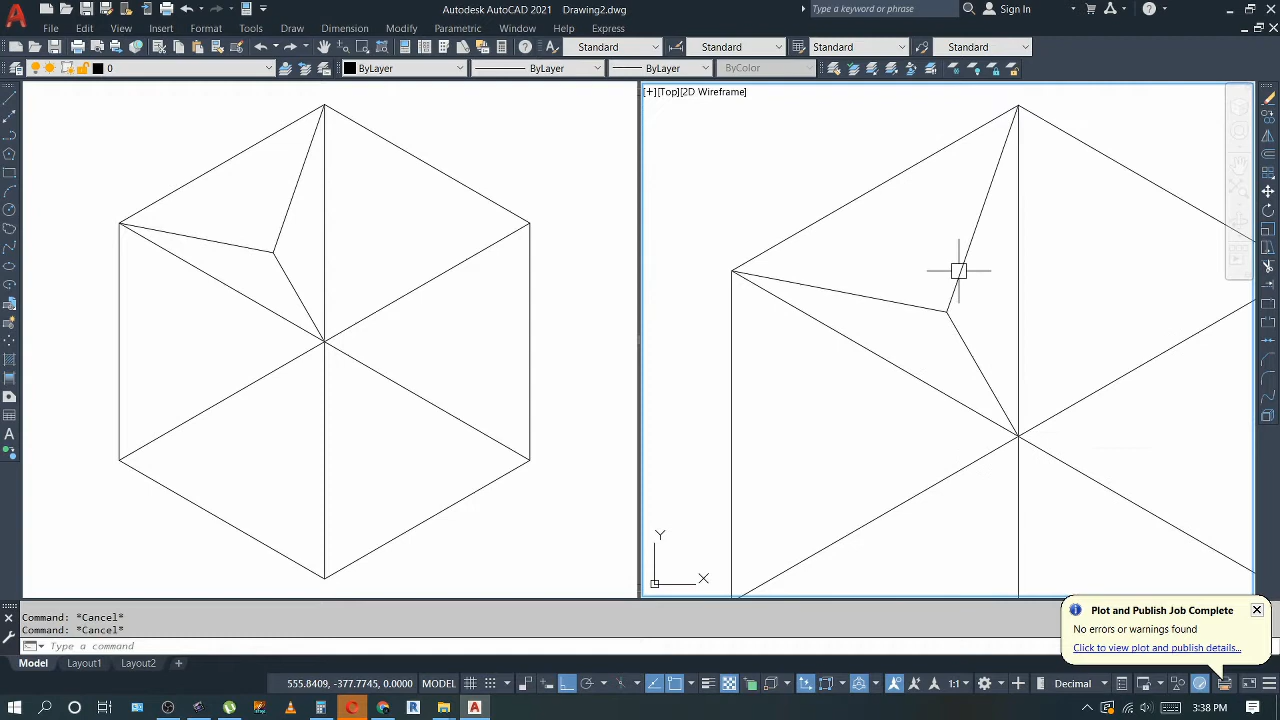 Autodesk AutoCAD 2021 Drawing2.dwg
Type a keyword or phrase
Sign In
File Edit View Insert Format Tools Draw Dimension Modify Parametric Window Help Express
Standard Standard Standard Standard
0 ByLayer ByLayer ByLayer ByColor
[+][Top][2D Wireframe]
Y
X
Command: *Cancel*
Command: *Cancel*
Type a command
Plot and Publish Job Complete
No errors or warnings found
Click to view plot and publish details...
Model Layout1 Layout2 +
555.8409, -377.7745, 0.0000 MODEL 1:1 Decimal
3:38 PM